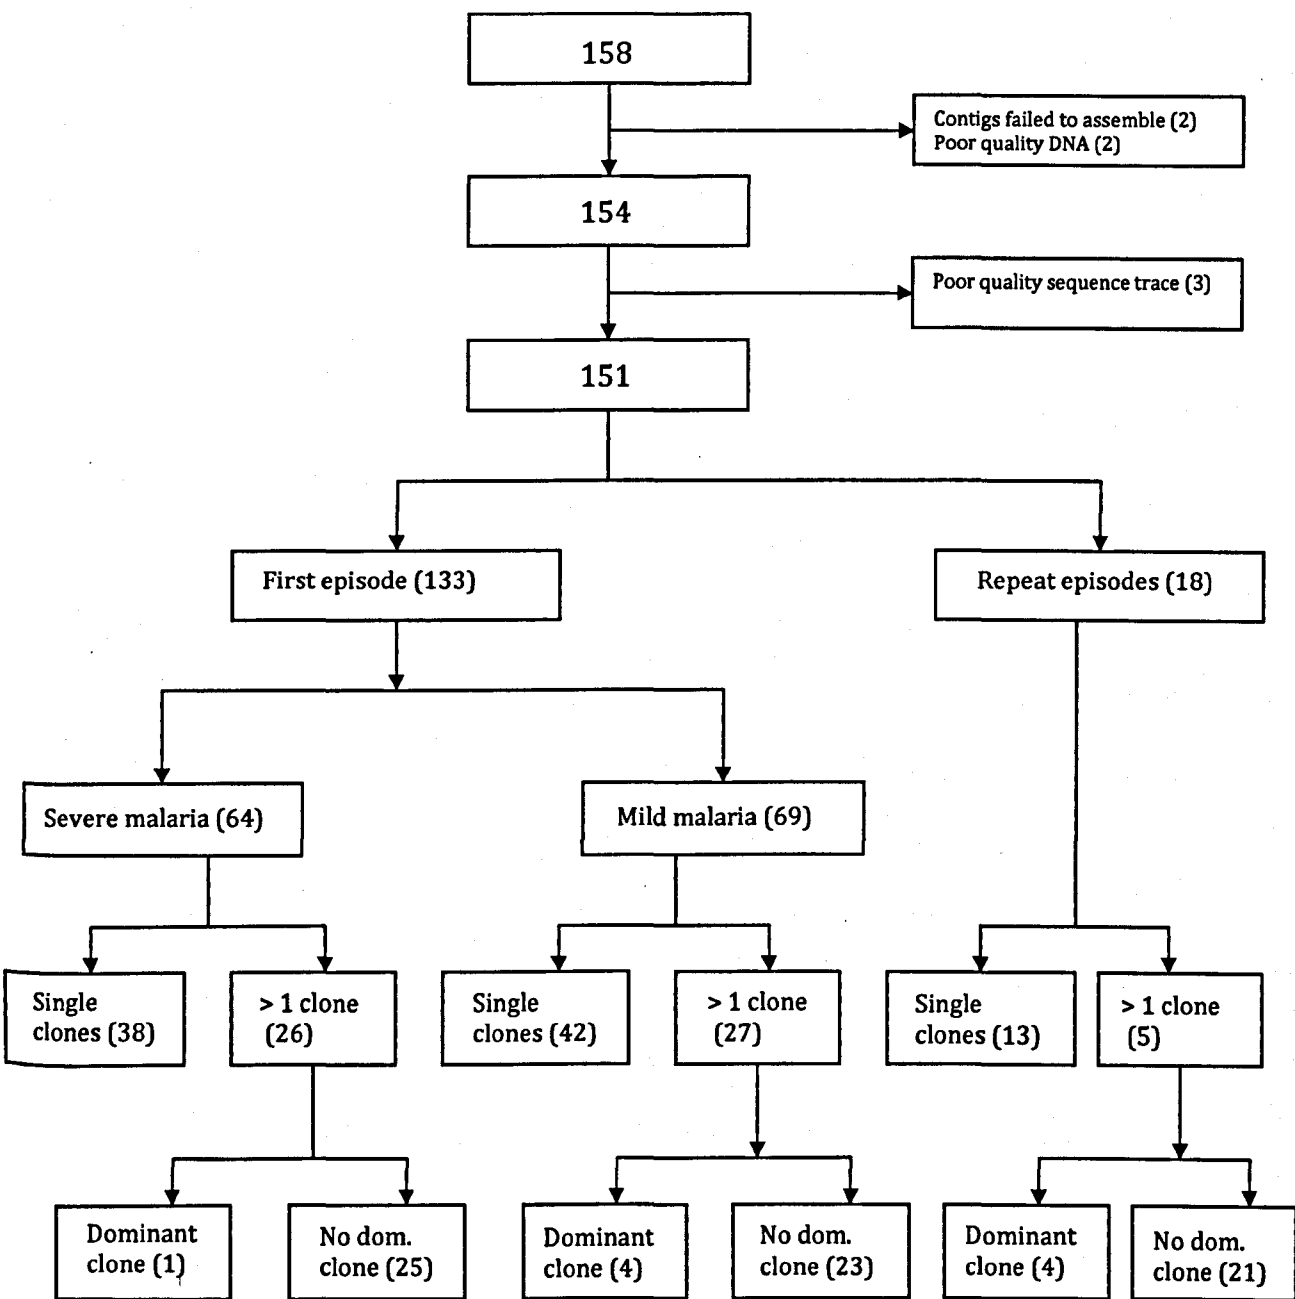 158
Contigs failed to assemble (2)
Poor quality DNA (2)
154
Poor quality sequence trace (3)
151
First episode (133)
Repeat episodes (18)
Severe malaria (64)
Mild malaria (69)
Single
clones (38)
> 1 clone
(26)
Single
clones (42)
> 1 clone
(27)
Single
clones (13)
> 1 clone
(5)
Dominant
clone (1)
No dom.
clone (25)
Dominant
clone (4)
No dom.
clone (23)
Dominant
clone (4)
No dom.
clone (21)